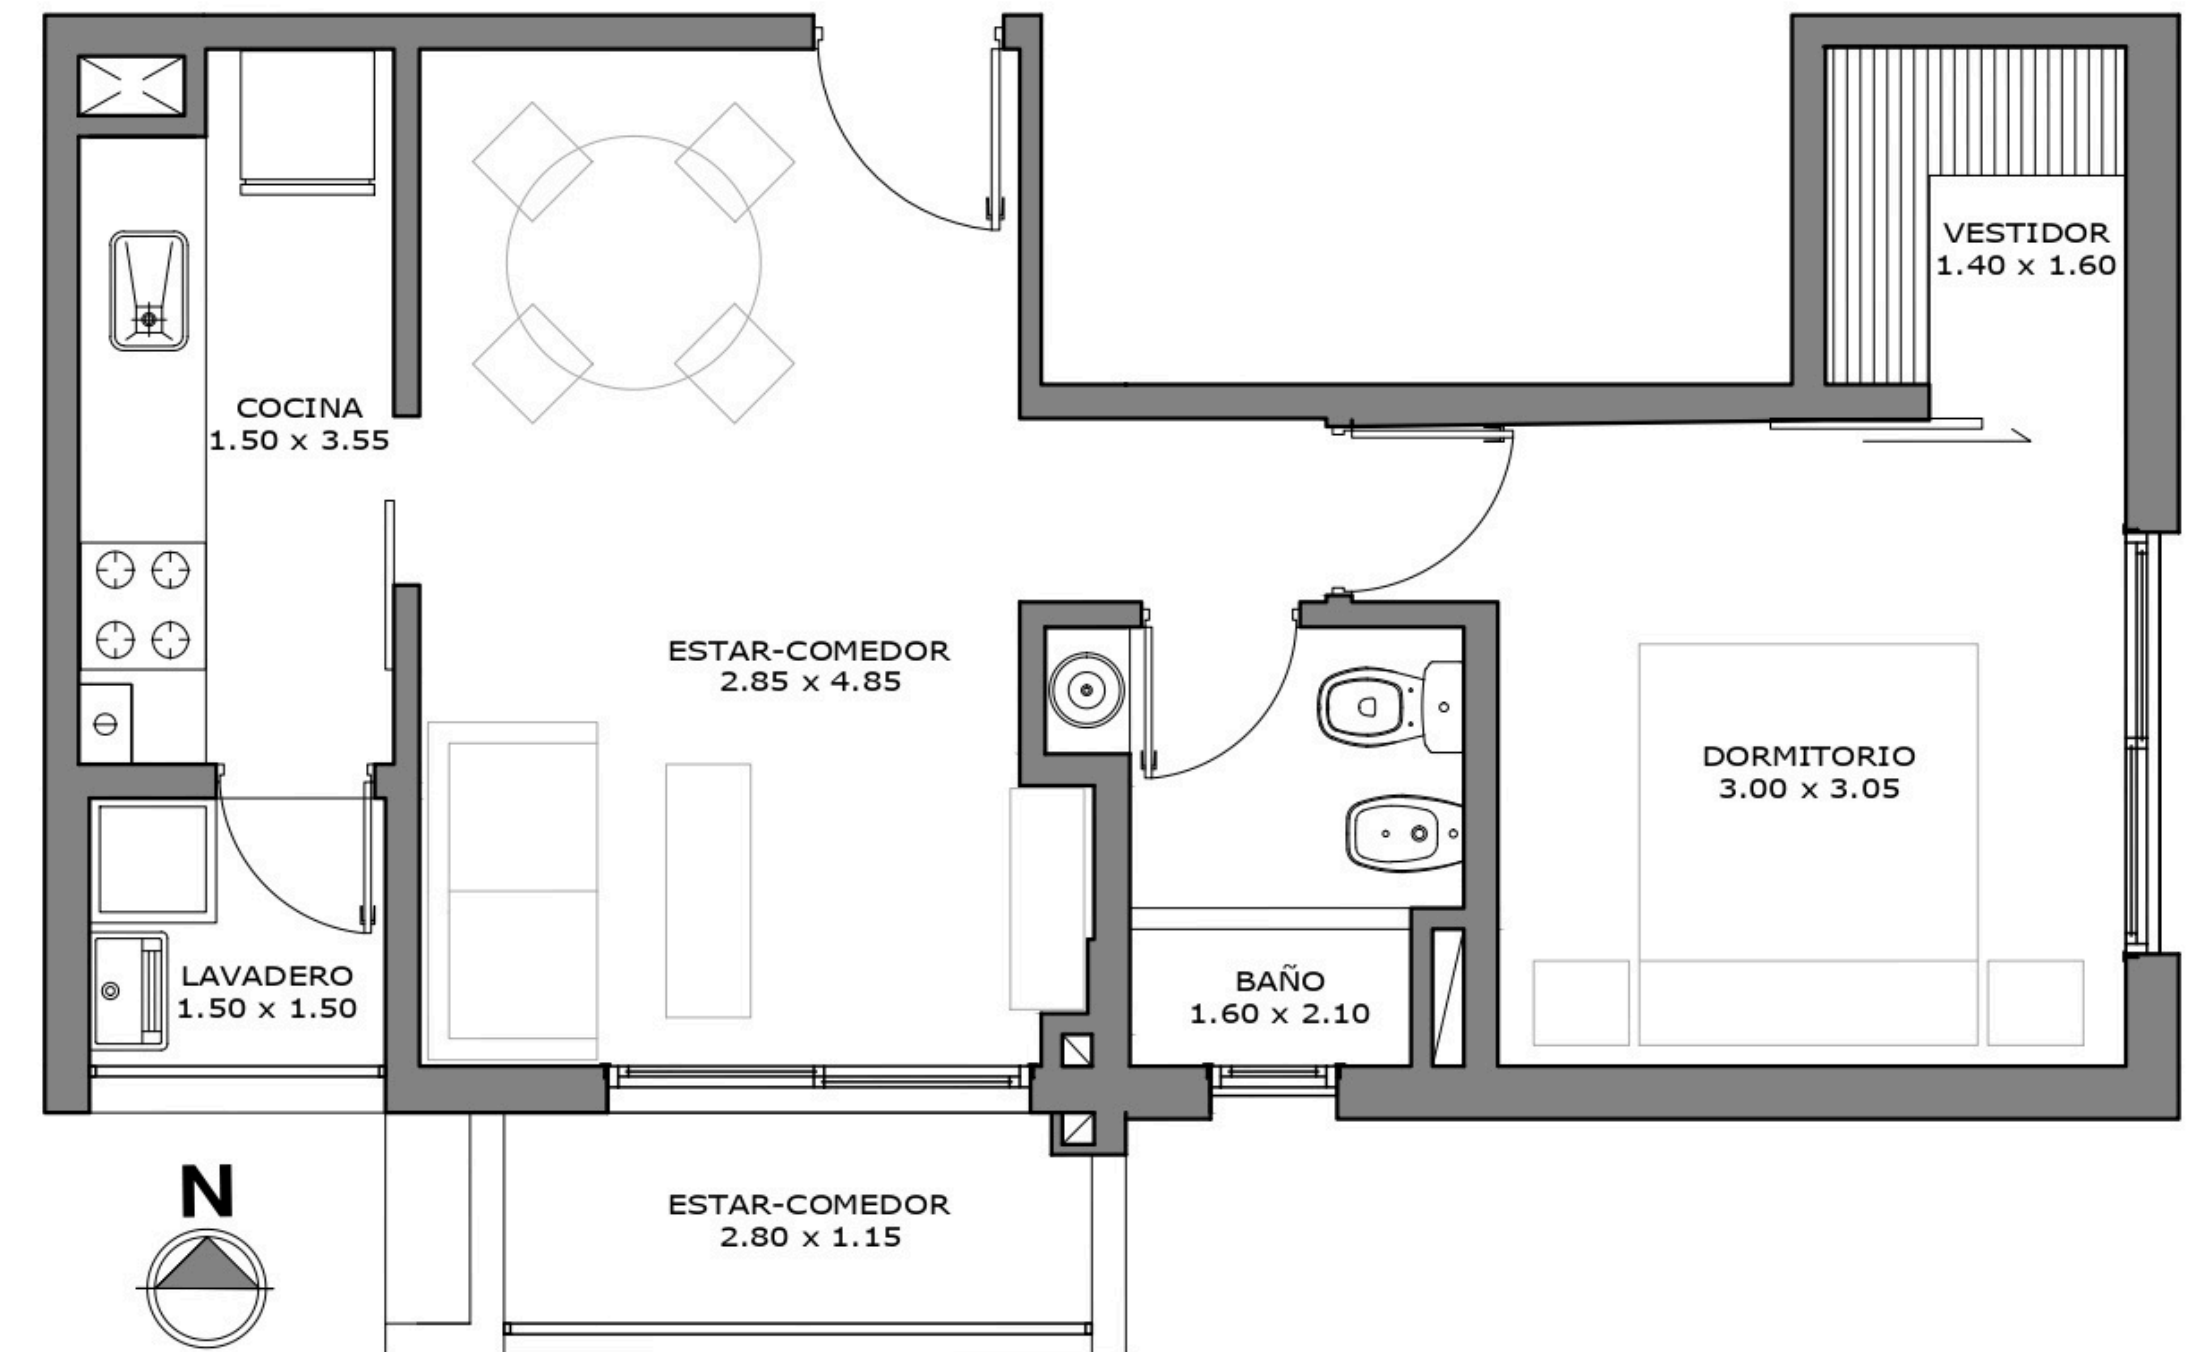 VESTIDOR
1.40 x 1.60
COCINA
1.50 x 3.55
ESTAR-COMEDOR
2.85 x 4.85
DORMITORIO
3.00 x 3.05
LAVADERO
1.50 x 1.50
BAÑO
1.60 x 2.10
N
ESTAR-COMEDOR
2.80 x 1.15